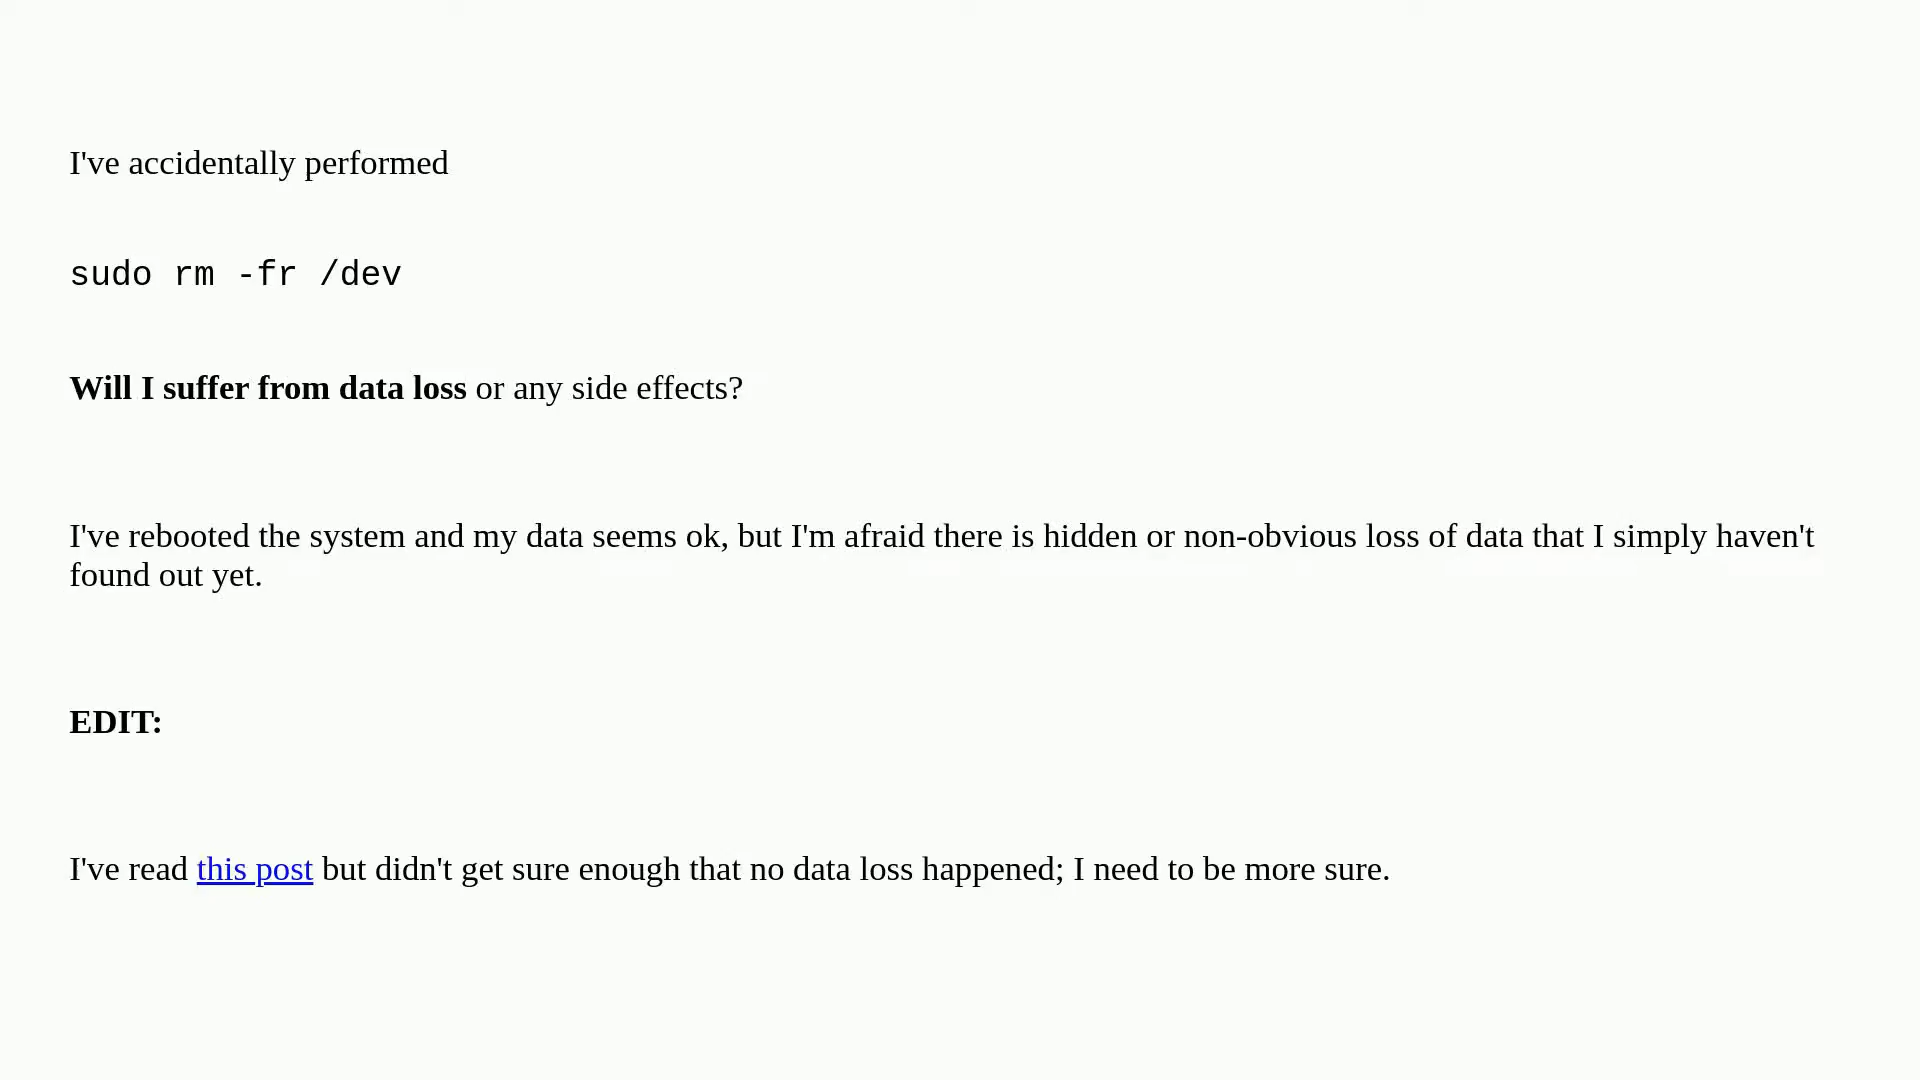 I've accidentally performed
sudo rm -fr /dev
Will I suffer from data loss or any side effects?
I've rebooted the system and my data seems ok, but I'm afraid there is hidden or non-obvious loss of data that I simply haven't
found out yet.
EDIT:
I've read this post but didn't get sure enough that no data loss happened; I need to be more sure.